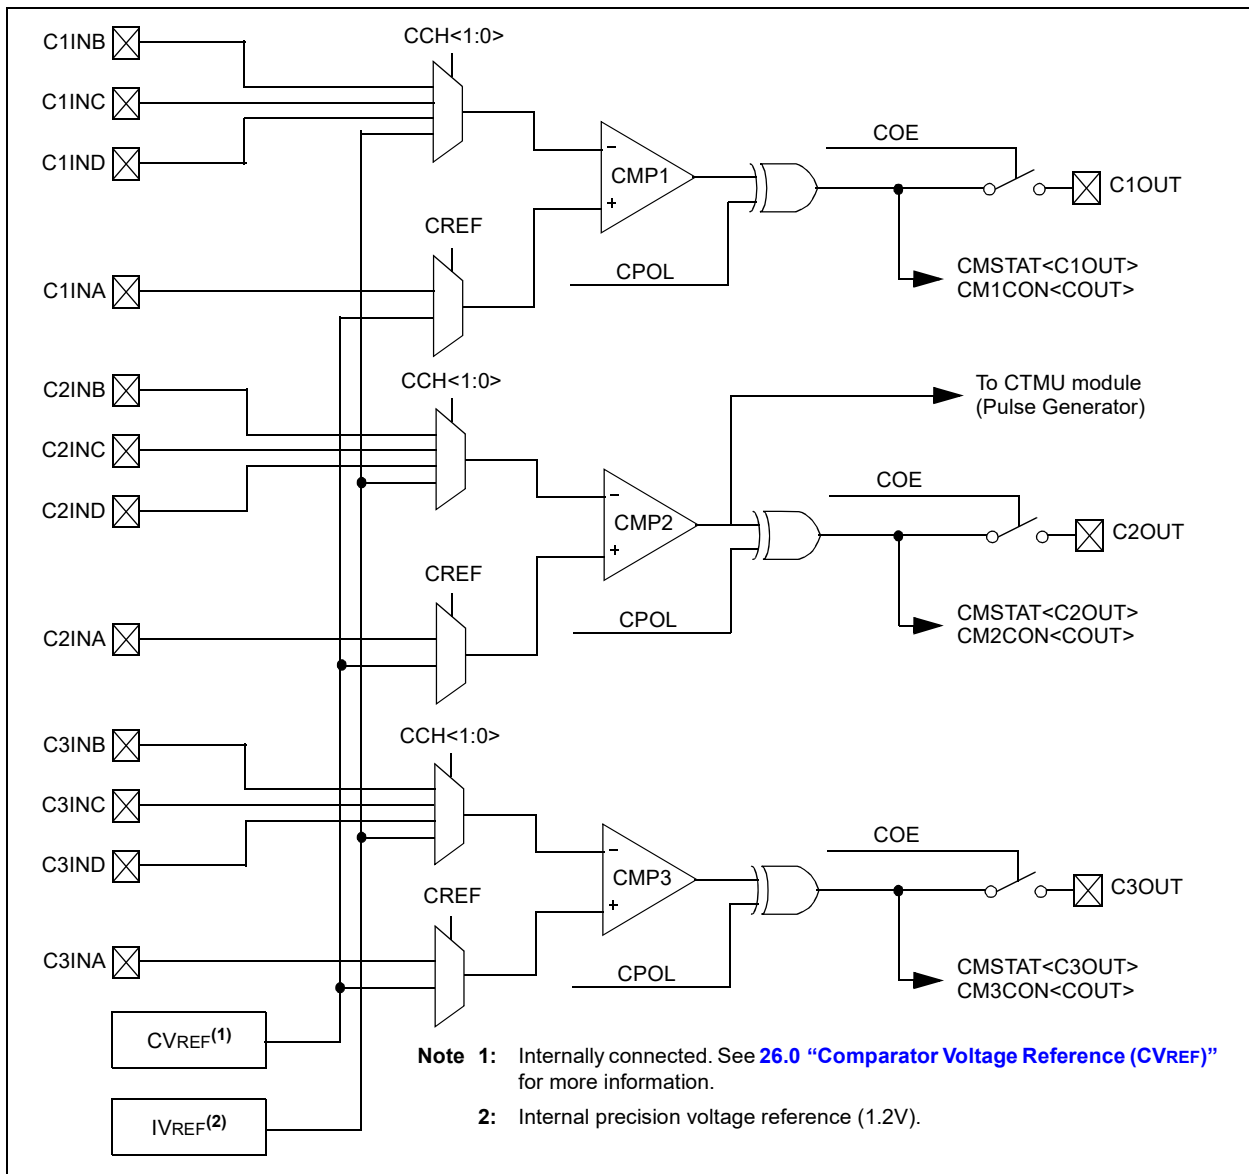 C1INB
CCH<1:0>
C1INC
C1IND
COE
CMP1
–
+
C1OUT
CREF
C1INA
CPOL
CMSTAT<C1OUT>
CM1CON<COUT>
C2INB
CCH<1:0>
To CTMU module
(Pulse Generator)
C2INC
C2IND
COE
CMP2
–
+
C2OUT
CREF
C2INA
CPOL
CMSTAT<C2OUT>
CM2CON<COUT>
C3INB
CCH<1:0>
C3INC
C3IND
COE
CMP3
–
+
C3OUT
CREF
C3INA
CPOL
CMSTAT<C3OUT>
CM3CON<COUT>
CVREF(1)
IVREF(2)
Note 1: Internally connected. See 26.0 “Comparator Voltage Reference (CVREF)”
for more information.
2: Internal precision voltage reference (1.2V).